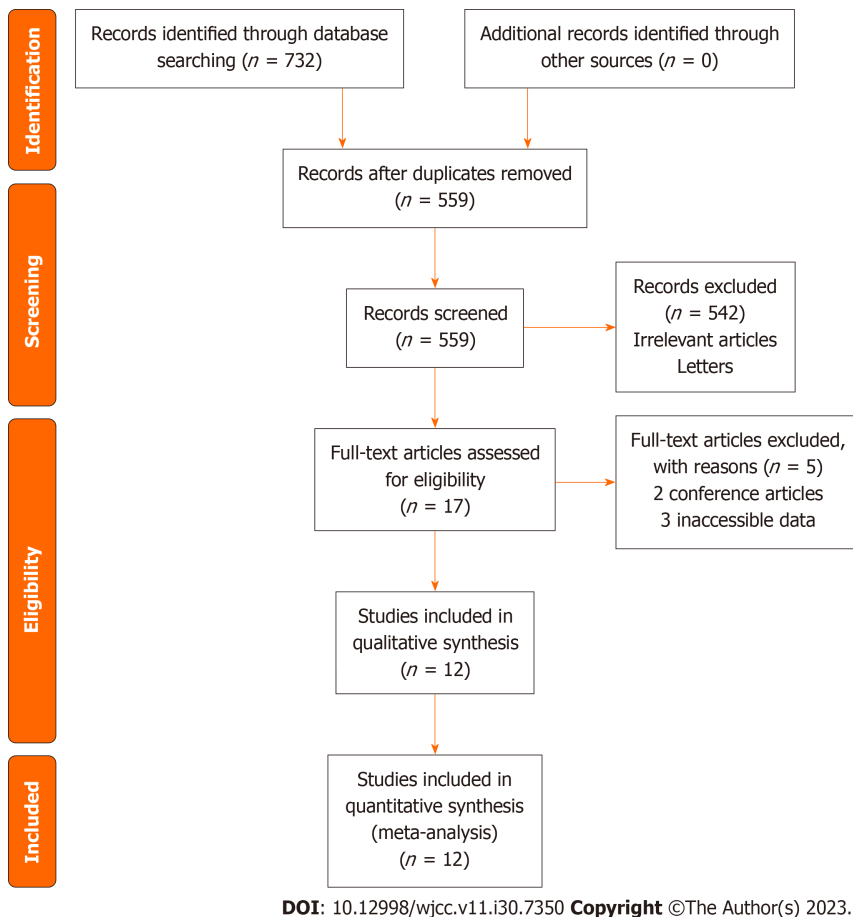 Identification
Records identified through database
searching (n = 732)
Additional records identified through
other sources (n = 0)
Records after duplicates removed
(n = 559)
Screening
Records screened
(n = 559)
Records excluded
(n = 542)
Irrelevant articles
Letters
Eligibility
Full-text articles assessed
for eligibility
(n = 17)
Full-text articles excluded,
with reasons (n = 5)
2 conference articles
3 inaccessible data
Studies included in
qualitative synthesis
(n = 12)
Included
Studies included in
quantitative synthesis
(meta-analysis)
(n = 12)
DOI: 10.12998/wjcc.v11.i30.7350 Copyright ©The Author(s) 2023.